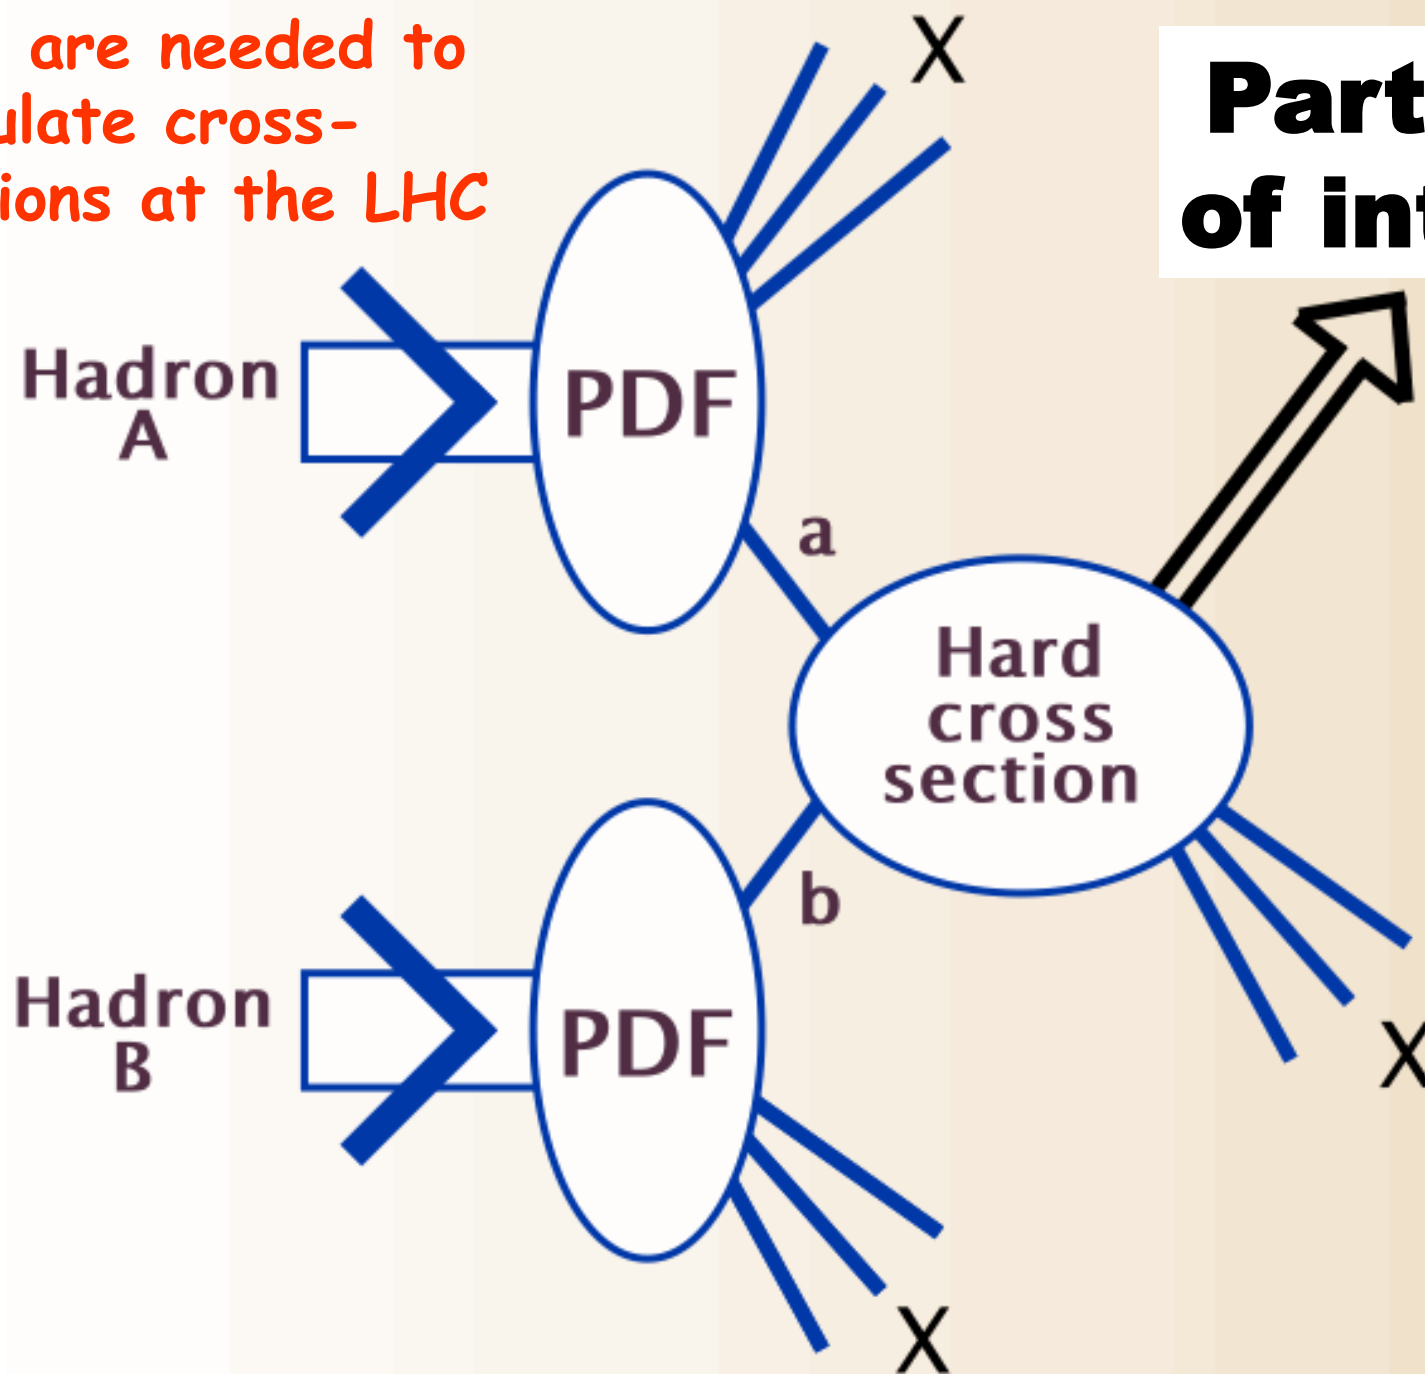 are needed to
ulate cross-
ions at the LHC
X
Part
of int
Hadron
A
PDF
a
Hard
cross
section
b
Hadron
B
PDF
X
X